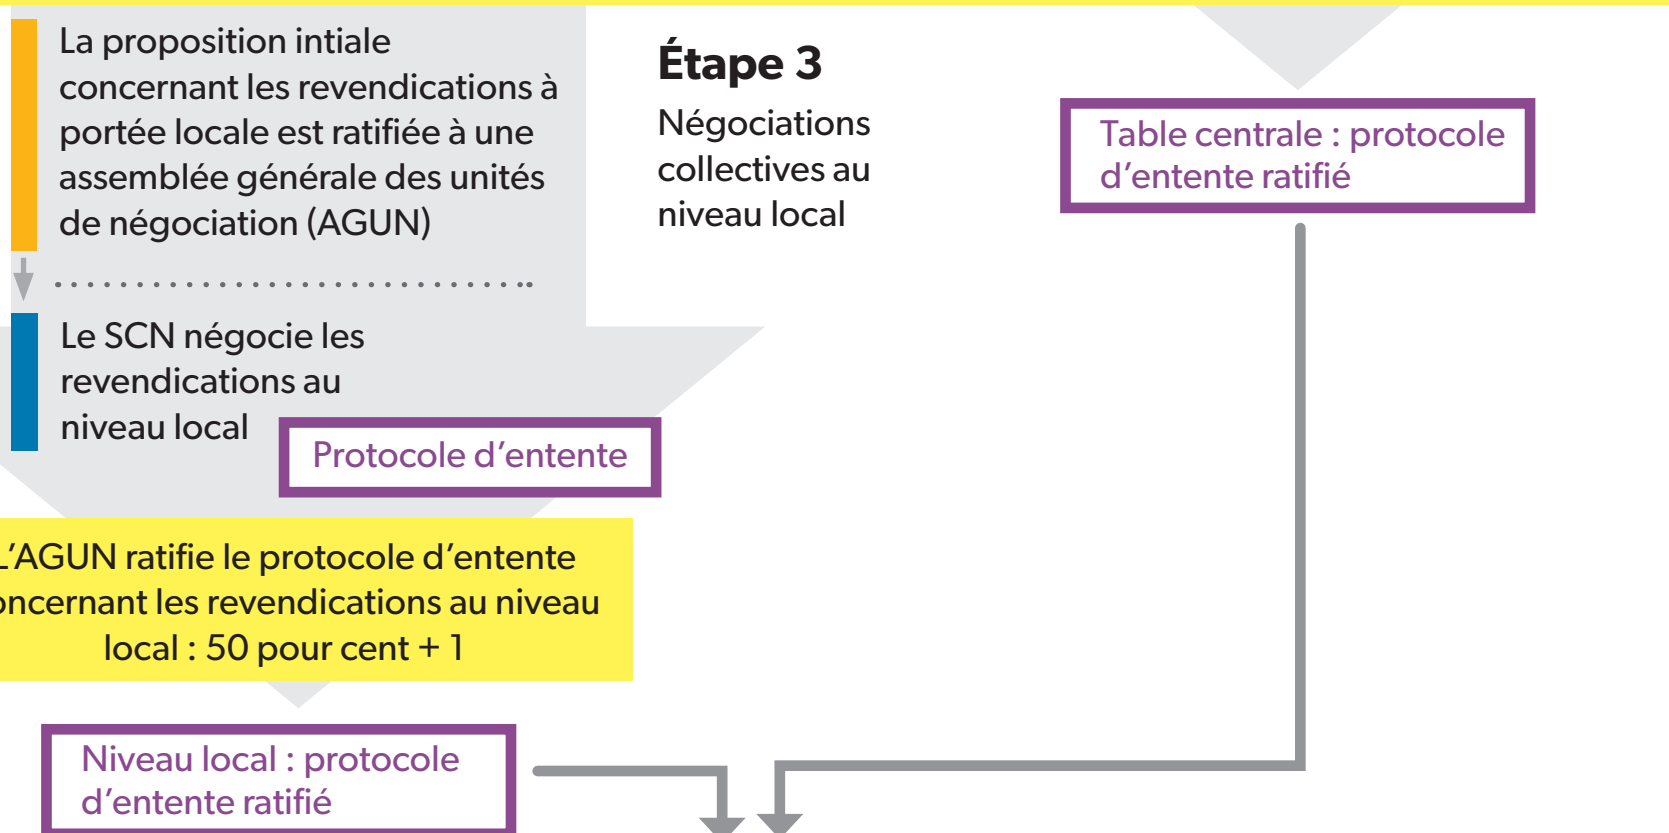 La proposition intiale
concernant les revendications à
portée locale est ratifiée à une
assemblée générale des unités
de négociation (AGUN)
Le SCN négocie les
revendications au
niveau local
Protocole d’entente
L’AGUN ratifie le protocole d’entente
oncernant les revendications au niveau
local : 50 pour cent + 1
Niveau local : protocole
d’entente ratifié
Étape 3
Négociations
collectives au
niveau local
Table centrale : protocole
d’entente ratifié